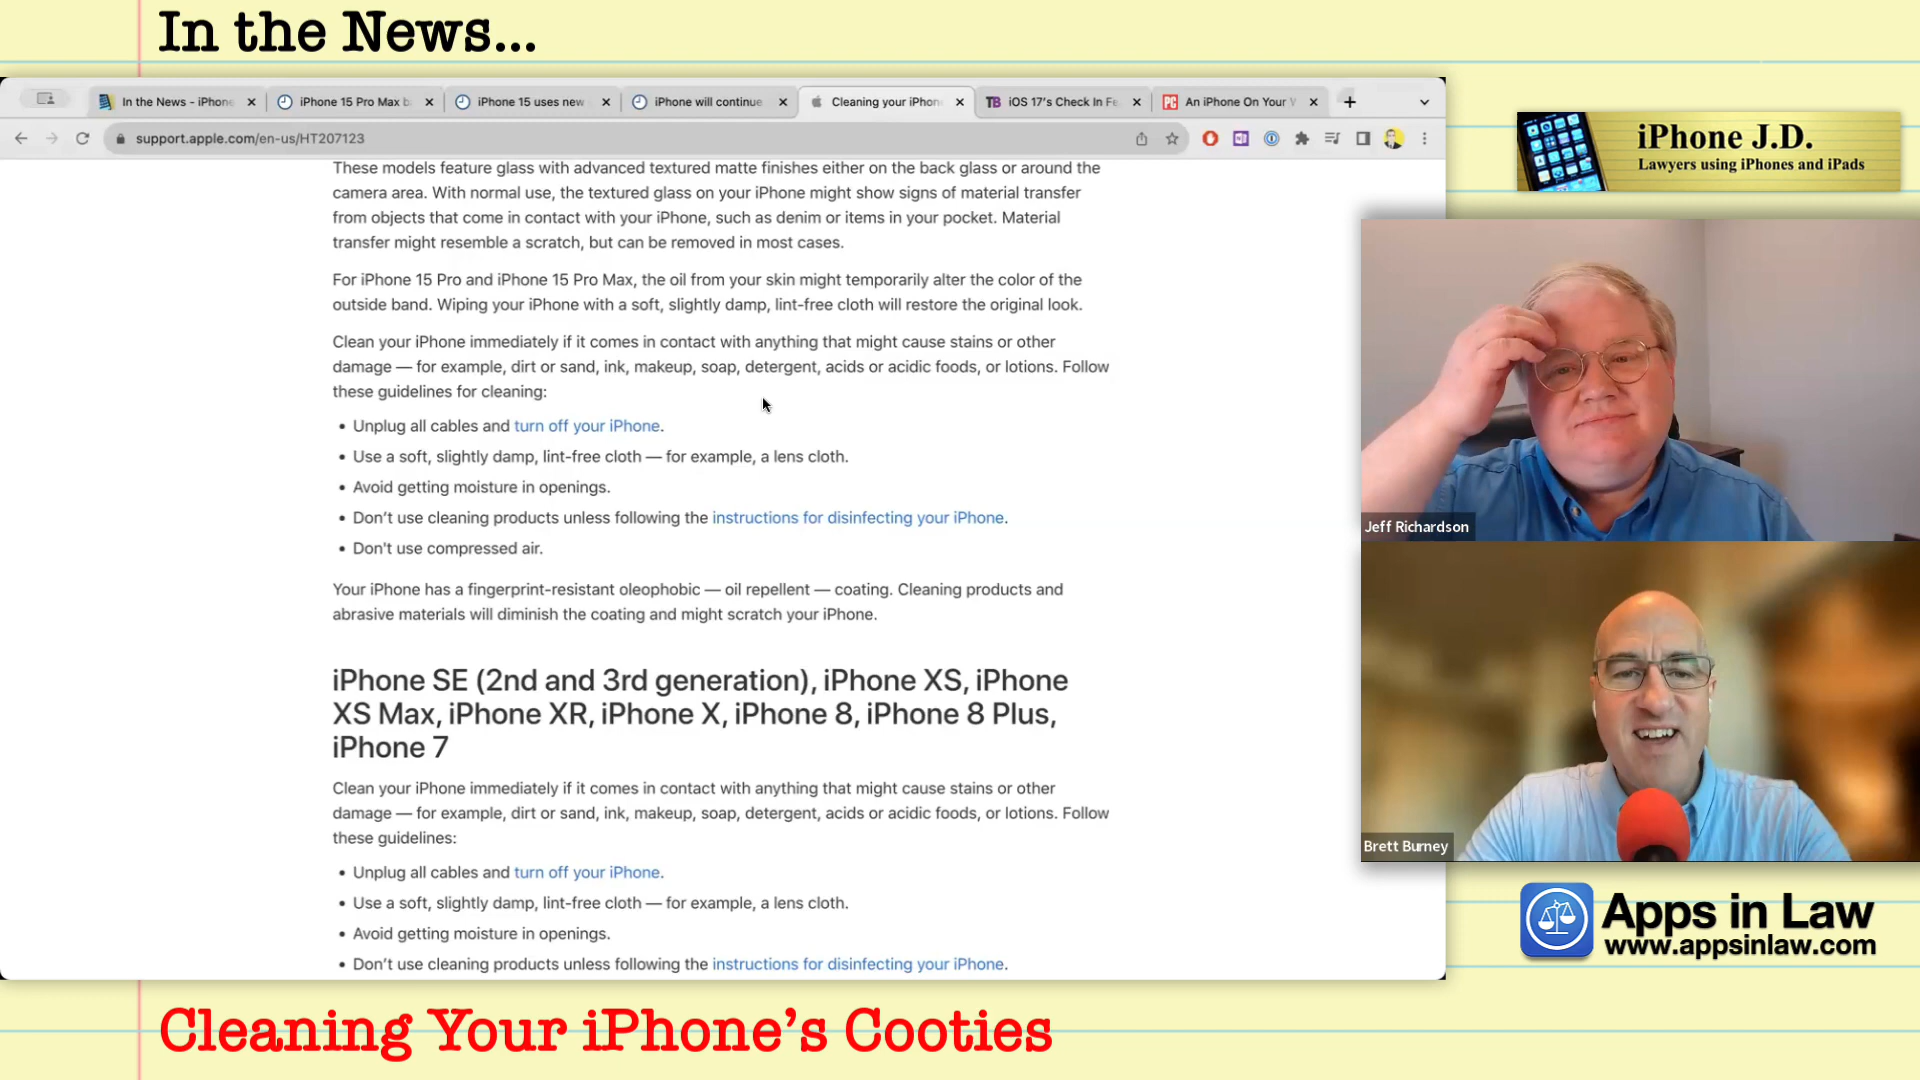 In the News...
In the News - iPhone
iPhone 15 Pro Max b
iPhone 15 uses new
iPhone will continue
Cleaning your iPhon
TB iOS 17's Check In Fe
PC An iPhone On Your V
support.apple.com/en-us/HT207123
These models feature glass with advanced textured matte finishes either on the back glass or around the
camera area. With normal use, the textured glass on your iPhone might show signs of material transfer
from objects that come in contact with your iPhone, such as denim or items in your pocket. Material
transfer might resemble a scratch, but can be removed in most cases.
For iPhone 15 Pro and iPhone 15 Pro Max, the oil from your skin might temporarily alter the color of the
outside band. Wiping your iPhone with a soft, slightly damp, lint-free cloth will restore the original look.
Clean your iPhone immediately if it comes in contact with anything that might cause stains or other
damage — for example, dirt or sand, ink, makeup, soap, detergent, acids or acidic foods, or lotions. Follow
these guidelines for cleaning:
• Unplug all cables and turn off your iPhone.
• Use a soft, slightly damp, lint-free cloth — for example, a lens cloth.
• Avoid getting moisture in openings.
• Don’t use cleaning products unless following the instructions for disinfecting your iPhone.
• Don't use compressed air.
Your iPhone has a fingerprint-resistant oleophobic — oil repellent — coating. Cleaning products and
abrasive materials will diminish the coating and might scratch your iPhone.
iPhone SE (2nd and 3rd generation), iPhone XS, iPhone
XS Max, iPhone XR, iPhone X, iPhone 8, iPhone 8 Plus,
iPhone 7
Clean your iPhone immediately if it comes in contact with anything that might cause stains or other
damage — for example, dirt or sand, ink, makeup, soap, detergent, acids or acidic foods, or lotions. Follow
these guidelines:
• Unplug all cables and turn off your iPhone.
• Use a soft, slightly damp, lint-free cloth — for example, a lens cloth.
• Avoid getting moisture in openings.
• Don’t use cleaning products unless following the instructions for disinfecting your iPhone.
iPhone J.D.
Lawyers using iPhones and iPads
Jeff Richardson
Brett Burney
Apps in Law
www.appsinlaw.com
Cleaning Your iPhone’s Cooties